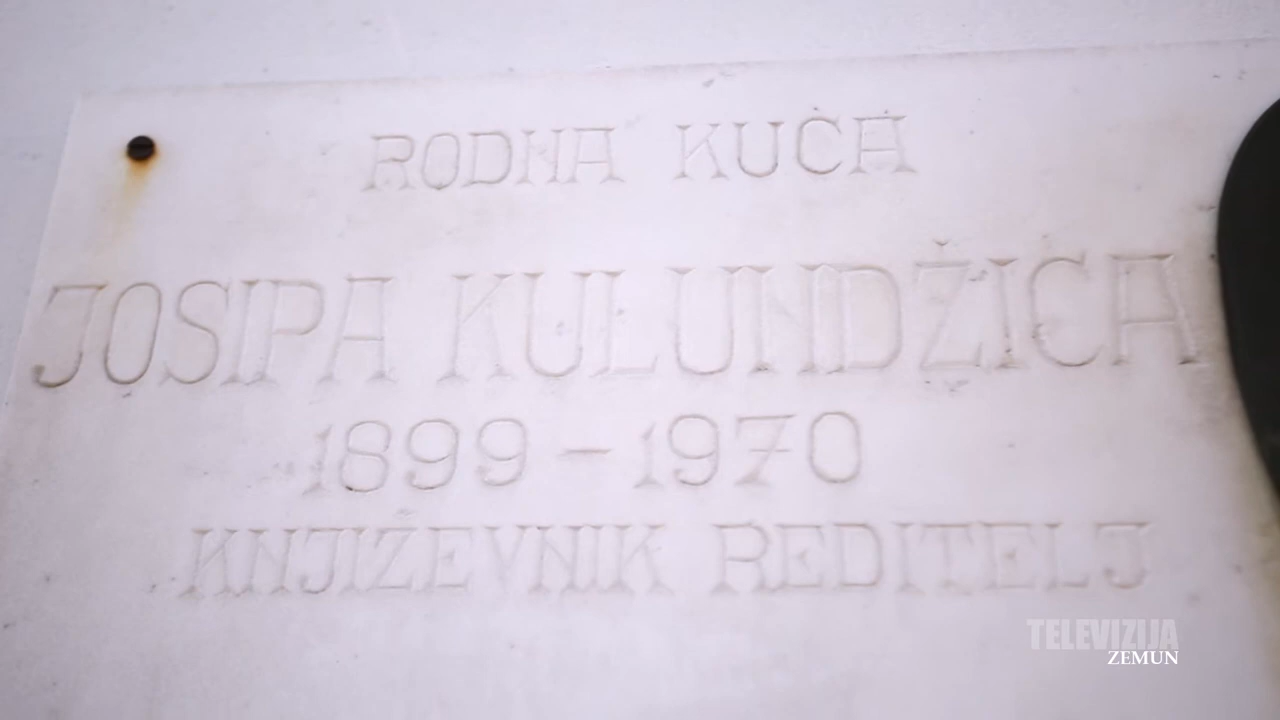 RODNA KUĆA
JOSIPA KULUNDŽIĆA
1899 – 1970
KNJIŽEVNIK REDITELJ
TELEVIZIJA
ZEMUN